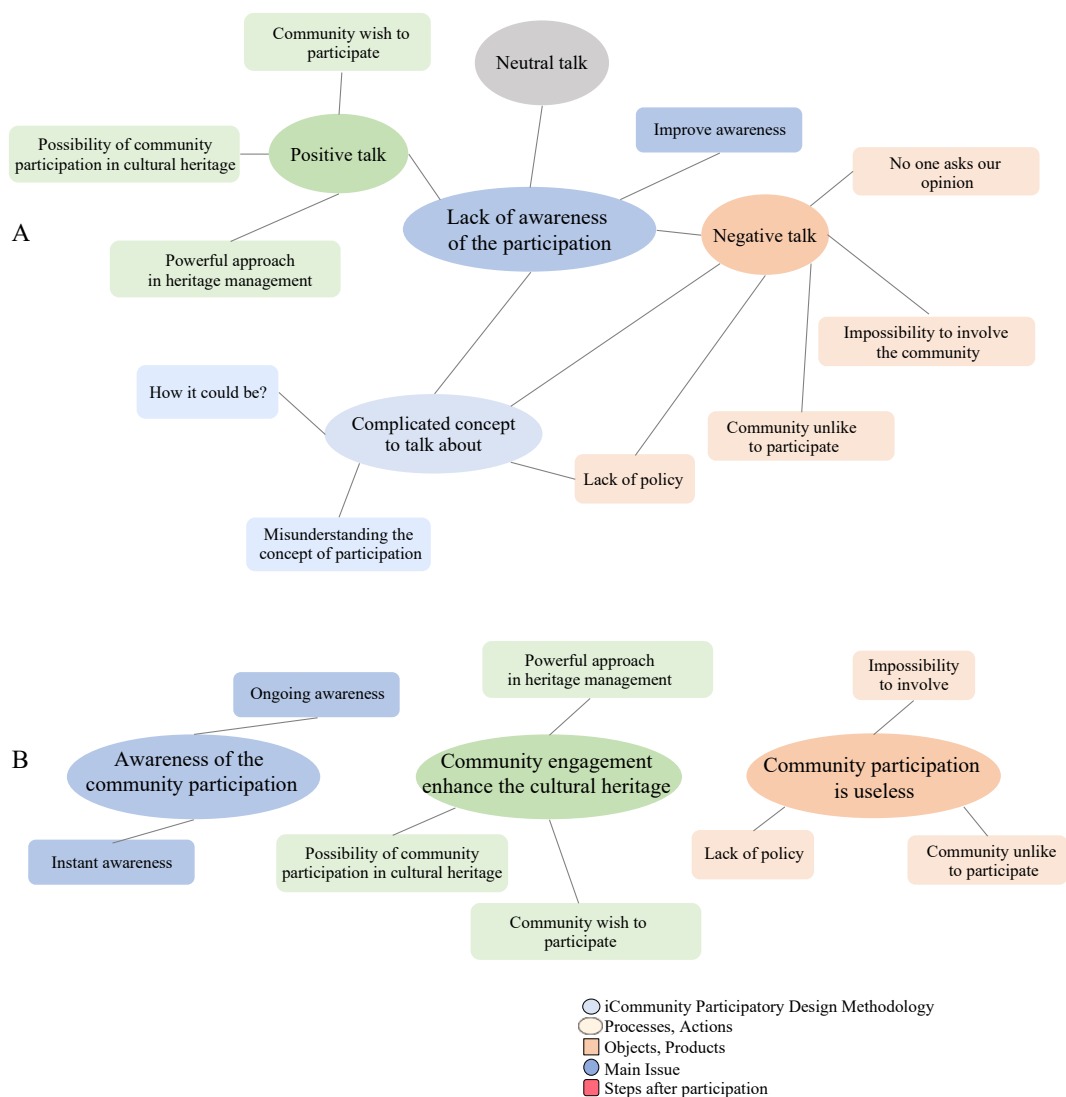 Community wish to
participate
Neutral talk
Improve awareness
Possibility of community
participation in cultural heritage
Positive talk
No one asks our
opinion
A
Lack of awareness
of the participation
Negative talk
Powerful approach
in heritage management
Impossibility to involve
the community
How it could be?
Complicated concept
to talk about
Community unlike
to participate
Lack of policy
Misunderstanding the
concept of participation
Powerful approach
in heritage management
Impossibility
to involve
Ongoing awareness
B
Awareness of the
community participation
Community engagement
enhance the cultural heritage
Community participation
is useless
Instant awareness
Possibility of community
participation in cultural heritage
Lack of policy
Community unlike
to participate
Community wish to
participate
iCommunity Participatory Design Methodology
Processes, Actions
Objects, Products
Main Issue
Steps after participation